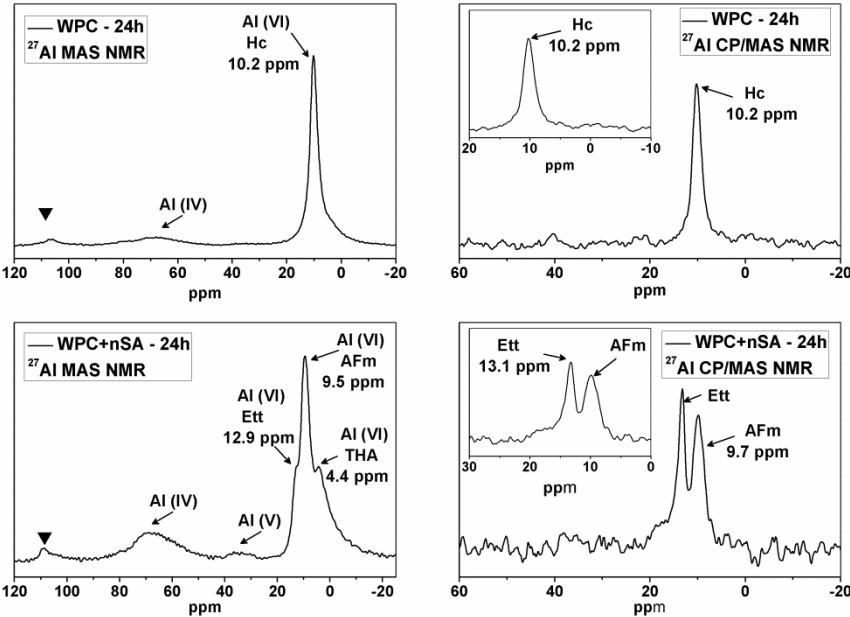 WPC - 24h
27Al MAS NMR
Al (VI)
Hc
10.2 ppm
Al (IV)
120 100 80 60 40 20 0 -20
ppm
WPC - 24h
27Al CP/MAS NMR
Hc
10.2 ppm
20 10 0 -10
ppm
Hc
10.2 ppm
60 40 20 0 -20
ppm
WPC+nSA - 24h
27Al MAS NMR
Al (VI)
AFm
9.5 ppm
Al (VI)
Ett
12.9 ppm
Al (VI)
THA
4.4 ppm
Al (IV)
Al (V)
120 100 80 60 40 20 0 -20
ppm
WPC+nSA - 24h
27Al CP/MAS NMR
Ett
13.1 ppm
AFm
30 20 10 0
ppm
Ett
AFm
9.7 ppm
60 40 20 0 -20
ppm